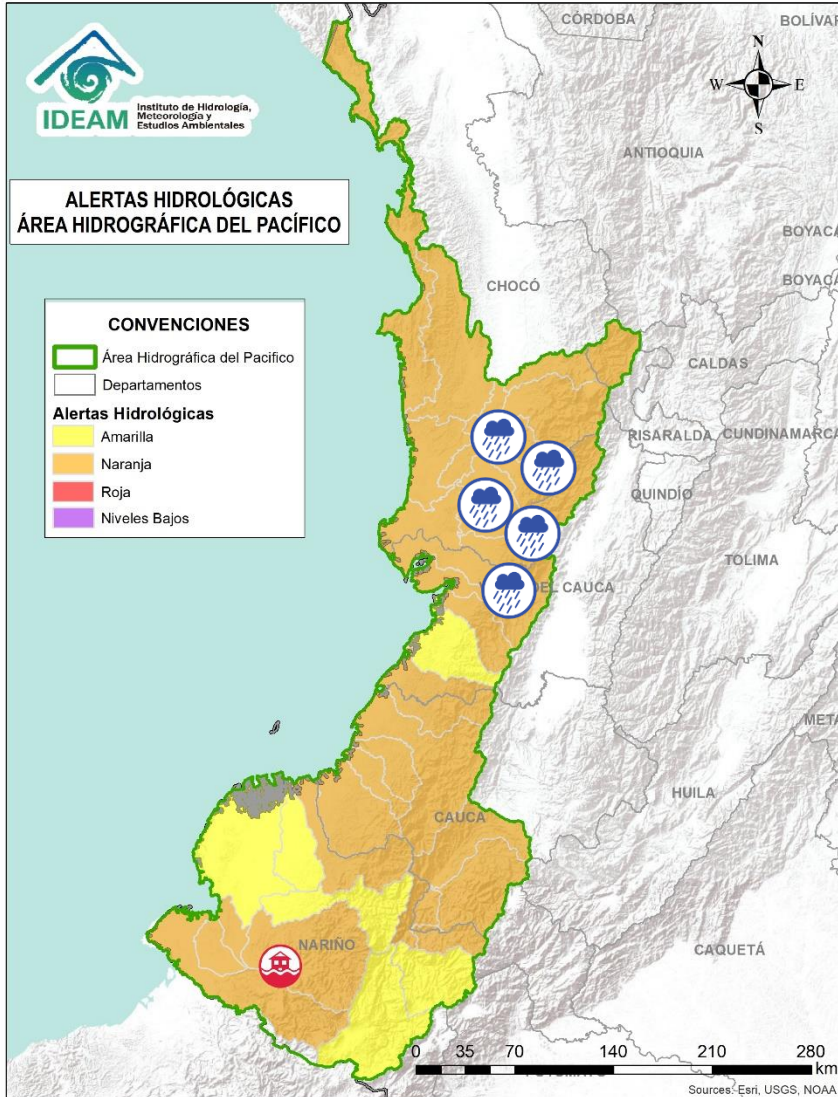 CÓRDOBA
BOLÍVAR
N
W
E
S
IDEAM
Instituto de Hidrología,
Meteorología y
Estudios Ambientales
ANTIOQUIA
ALERTAS HIDROLÓGICAS
ÁREA HIDROGRÁFICA DEL PACÍFICO
BOYACÁ
BOYACÁ
CHOCÓ
CONVENCIONES
Área Hidrográfica del Pacifico
Departamentos
Alertas Hidrológicas
Amarilla
Naranja
Roja
Niveles Bajos
CALDAS
RISARALDA
CUNDINAMARCA
QUINDÍO
TOLIMA
DEL CAUCA
META
HUILA
CAUCA
NARIÑO
CAQUETÁ
0 35 70 140 210 280
km
Sources: Esri, USGS, NOAA